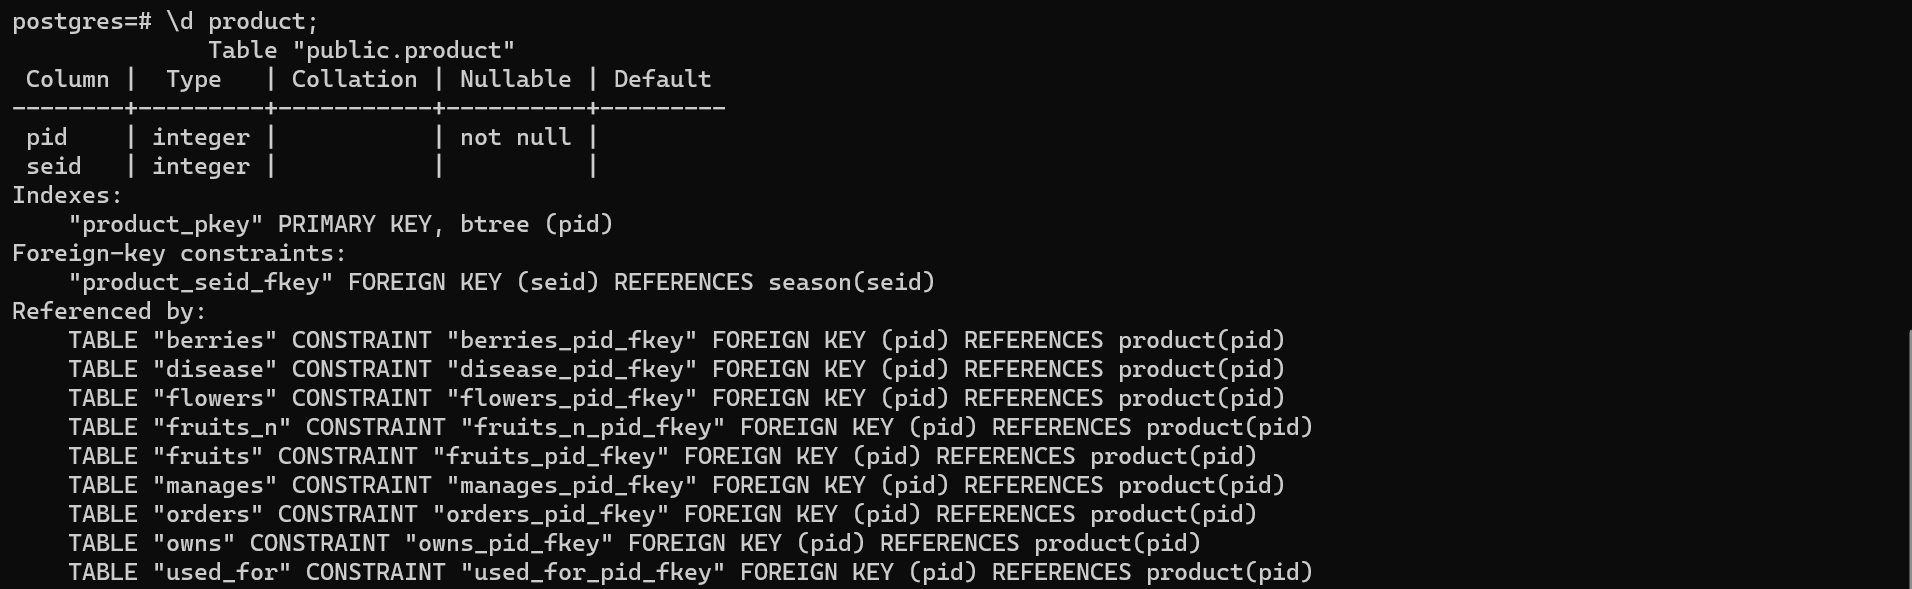 postgres=# \d product;
              Table "public.product"
 Column |  Type   | Collation | Nullable | Default
--------+---------+-----------+----------+---------
 pid    | integer |           | not null |
 seid   | integer |           |          |
Indexes:
    "product_pkey" PRIMARY KEY, btree (pid)
Foreign-key constraints:
    "product_seid_fkey" FOREIGN KEY (seid) REFERENCES season(seid)
Referenced by:
    TABLE "berries" CONSTRAINT "berries_pid_fkey" FOREIGN KEY (pid) REFERENCES product(pid)
    TABLE "disease" CONSTRAINT "disease_pid_fkey" FOREIGN KEY (pid) REFERENCES product(pid)
    TABLE "flowers" CONSTRAINT "flowers_pid_fkey" FOREIGN KEY (pid) REFERENCES product(pid)
    TABLE "fruits_n" CONSTRAINT "fruits_n_pid_fkey" FOREIGN KEY (pid) REFERENCES product(pid)
    TABLE "fruits" CONSTRAINT "fruits_pid_fkey" FOREIGN KEY (pid) REFERENCES product(pid)
    TABLE "manages" CONSTRAINT "manages_pid_fkey" FOREIGN KEY (pid) REFERENCES product(pid)
    TABLE "orders" CONSTRAINT "orders_pid_fkey" FOREIGN KEY (pid) REFERENCES product(pid)
    TABLE "owns" CONSTRAINT "owns_pid_fkey" FOREIGN KEY (pid) REFERENCES product(pid)
    TABLE "used_for" CONSTRAINT "used_for_pid_fkey" FOREIGN KEY (pid) REFERENCES product(pid)